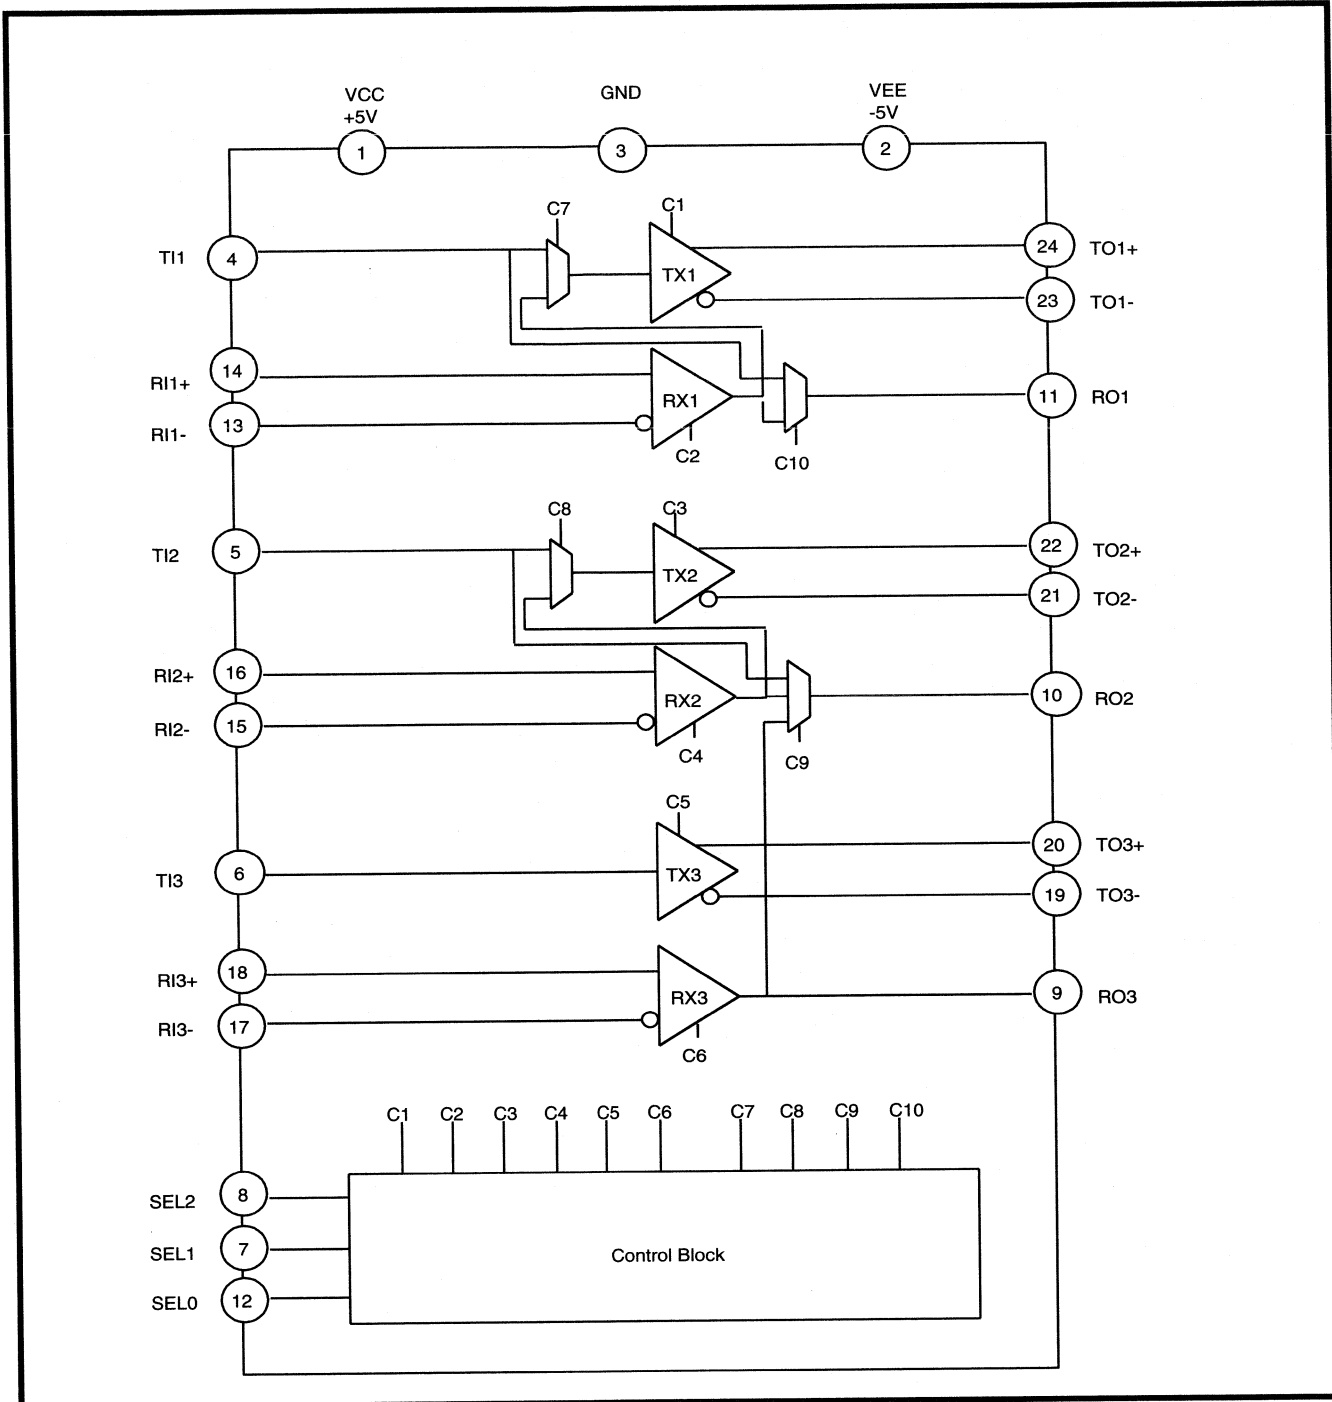 VCC
+5V
GND
VEE
-5V
1
3
2
C7
C1
TI1
4
TX1
24
TO1+
23
TO1-
RI1+
14
RX1
11
RO1
RI1-
13
C2
C10
C8
C3
TI2
5
TX2
22
TO2+
21
TO2-
RI2+
16
RX2
10
RO2
RI2-
15
C4
C9
C5
TI3
6
TX3
20
TO3+
19
TO3-
RI3+
18
RX3
9
RO3
RI3-
17
C6
C1 C2 C3 C4 C5 C6 C7 C8 C9 C10
SEL2
8
SEL1
7
Control Block
SEL0
12